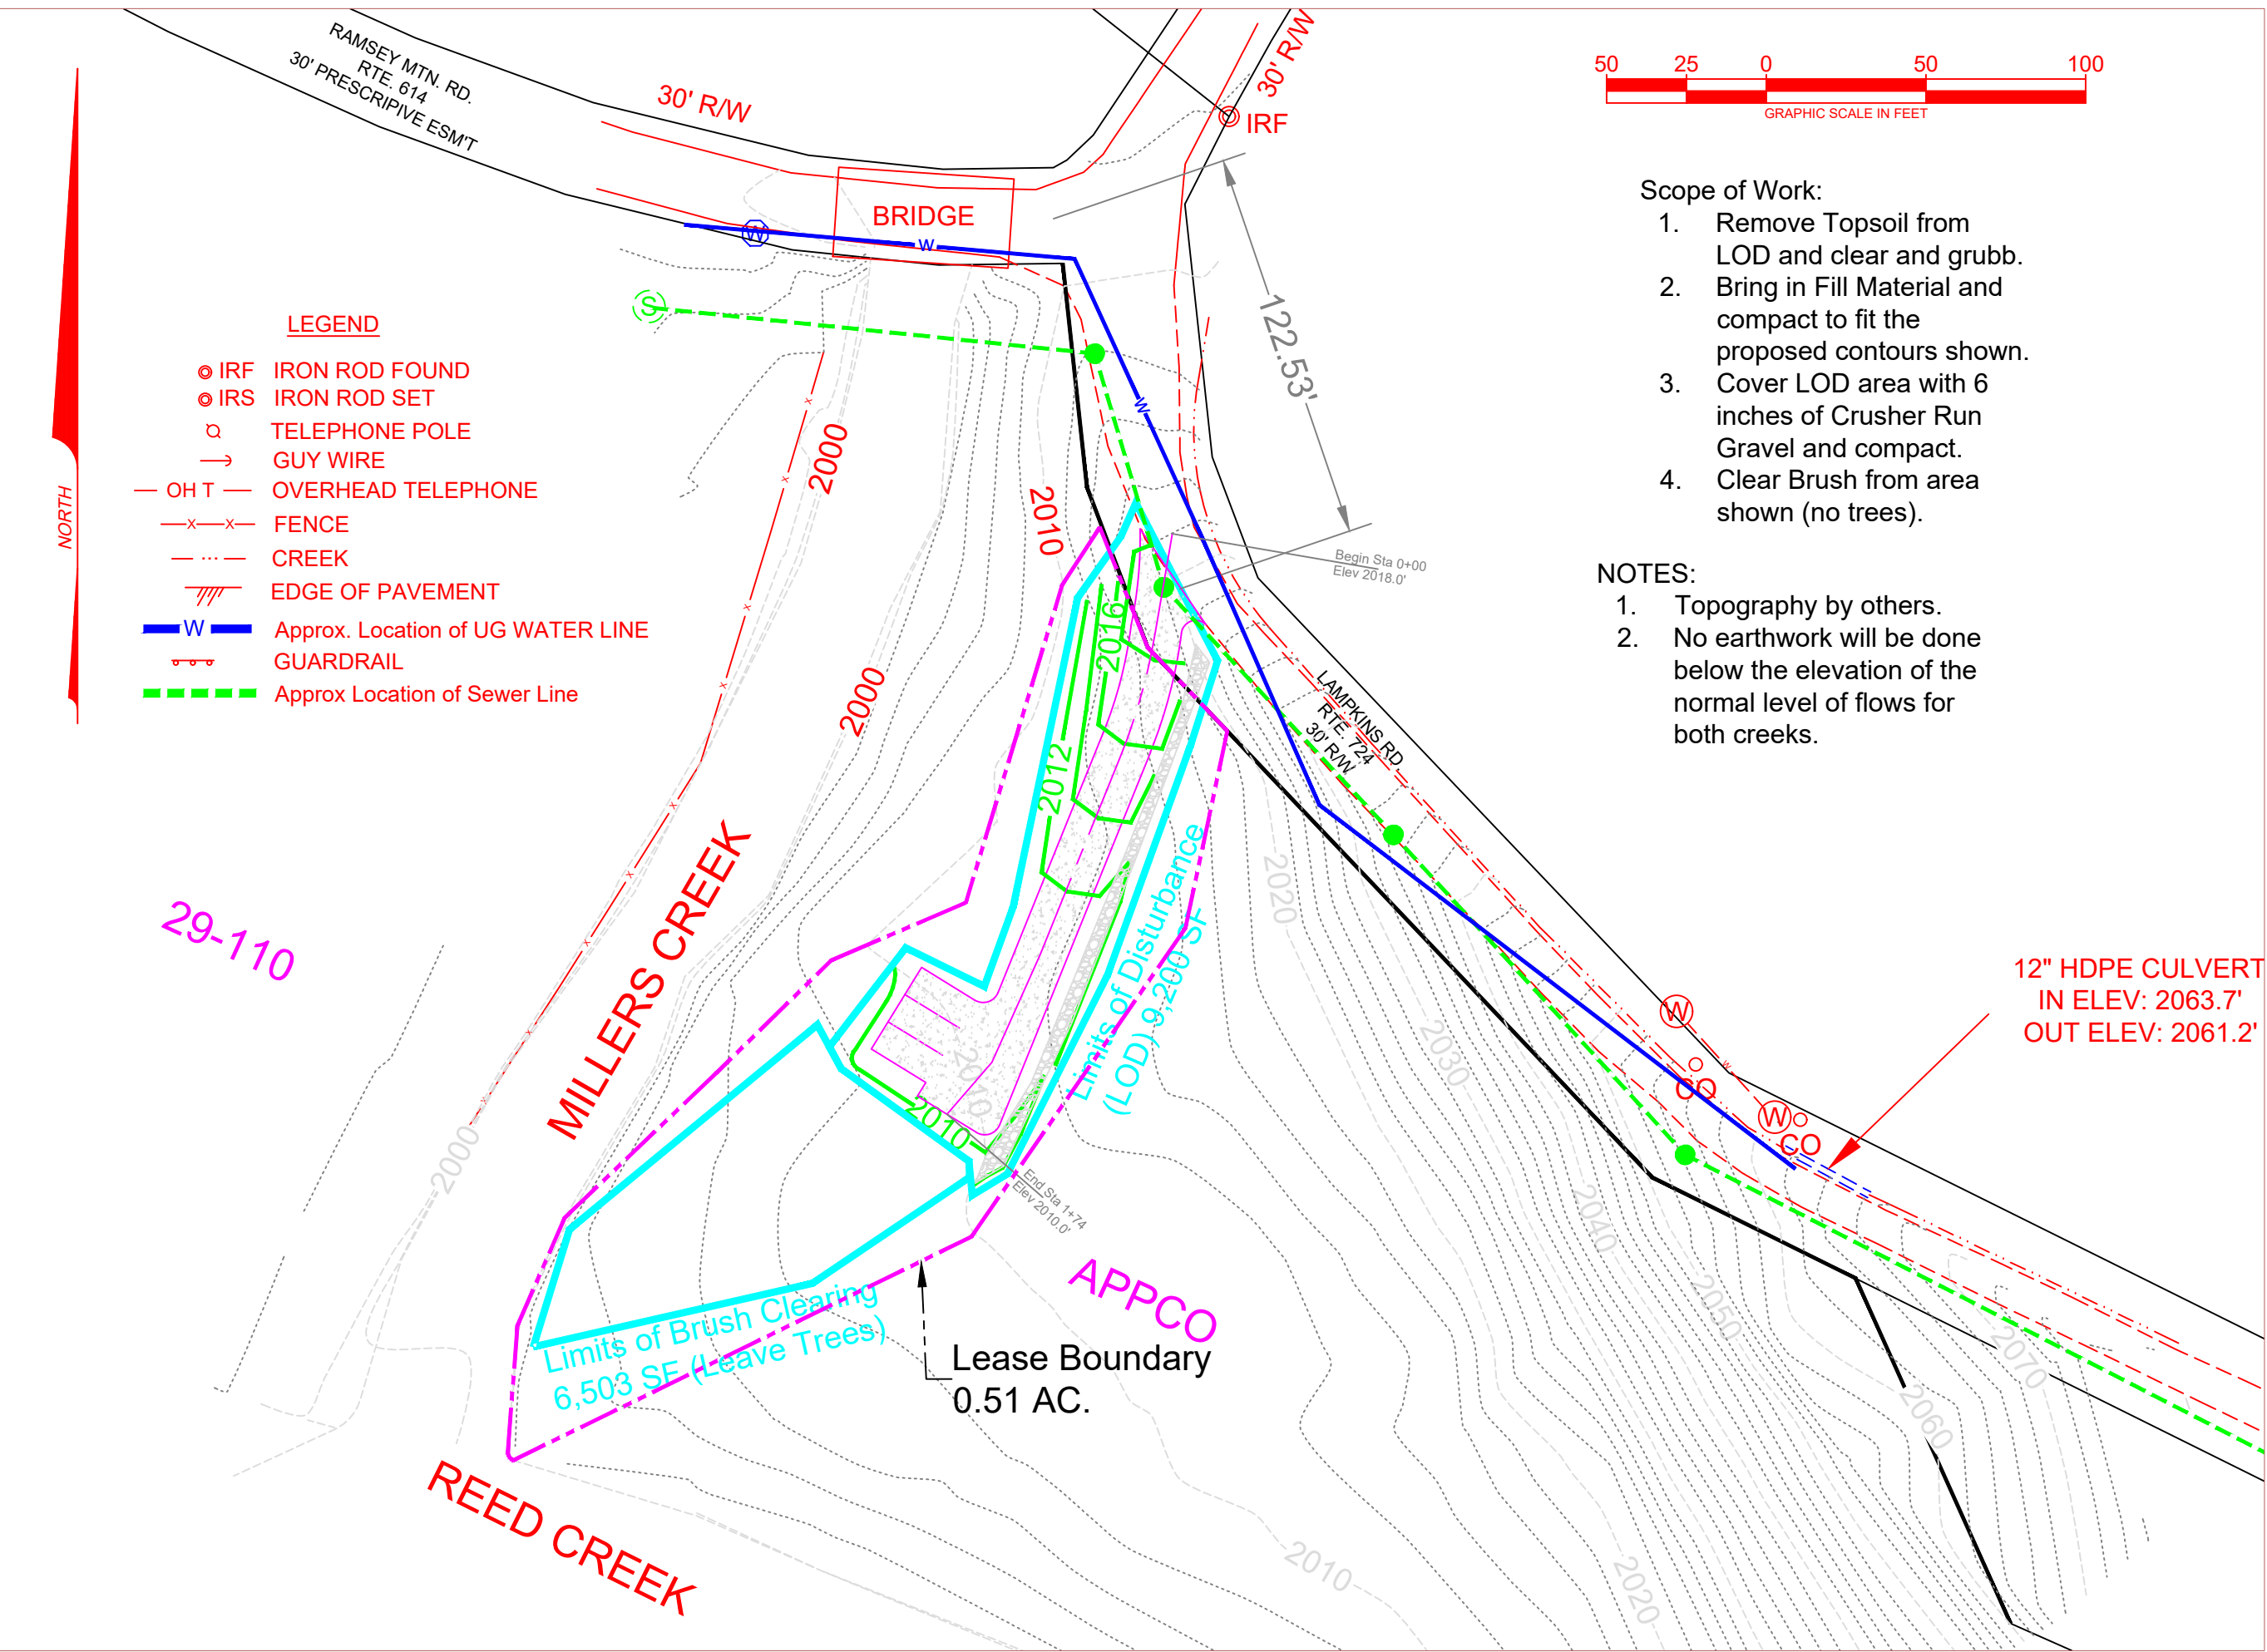 RAMSEY MTN. RD.
RTE. 614
30' PRESCRIPIVE ESM'T
30' R/W
30' R/W
IRF
BRIDGE
W
W
W
S
122.53'
50 25 0 50 100
GRAPHIC SCALE IN FEET
Scope of Work:
1. Remove Topsoil from
LOD and clear and grubb.
2. Bring in Fill Material and
compact to fit the
proposed contours shown.
3. Cover LOD area with 6
inches of Crusher Run
Gravel and compact.
4. Clear Brush from area
shown (no trees).
NOTES:
1. Topography by others.
2. No earthwork will be done
below the elevation of the
normal level of flows for
both creeks.
NORTH
LEGEND
IRF IRON ROD FOUND
IRS IRON ROD SET
TELEPHONE POLE
GUY WIRE
OH T OVERHEAD TELEPHONE
x x FENCE
CREEK
EDGE OF PAVEMENT
W Approx. Location of UG WATER LINE
GUARDRAIL
Approx Location of Sewer Line
2000
2010
2000
Begin Sta 0+00
Elev 2018.0'
2016
2012
LAMPKINS RD.
RTE. 724
30' R/W
MILLERS CREEK
29-110
2020
Limits of Disturbance
(LOD) 9,200 SF
2030
12" HDPE CULVERT
IN ELEV: 2063.7'
OUT ELEV: 2061.2'
W
CO
W
CO
w
2010
2010
2000
End Sta 1+74
Elev 2010.0'
2040
2050
2070
2060
APPCO
Limits of Brush Clearing
6,503 SF (Leave Trees)
Lease Boundary
0.51 AC.
REED CREEK
2010
2020